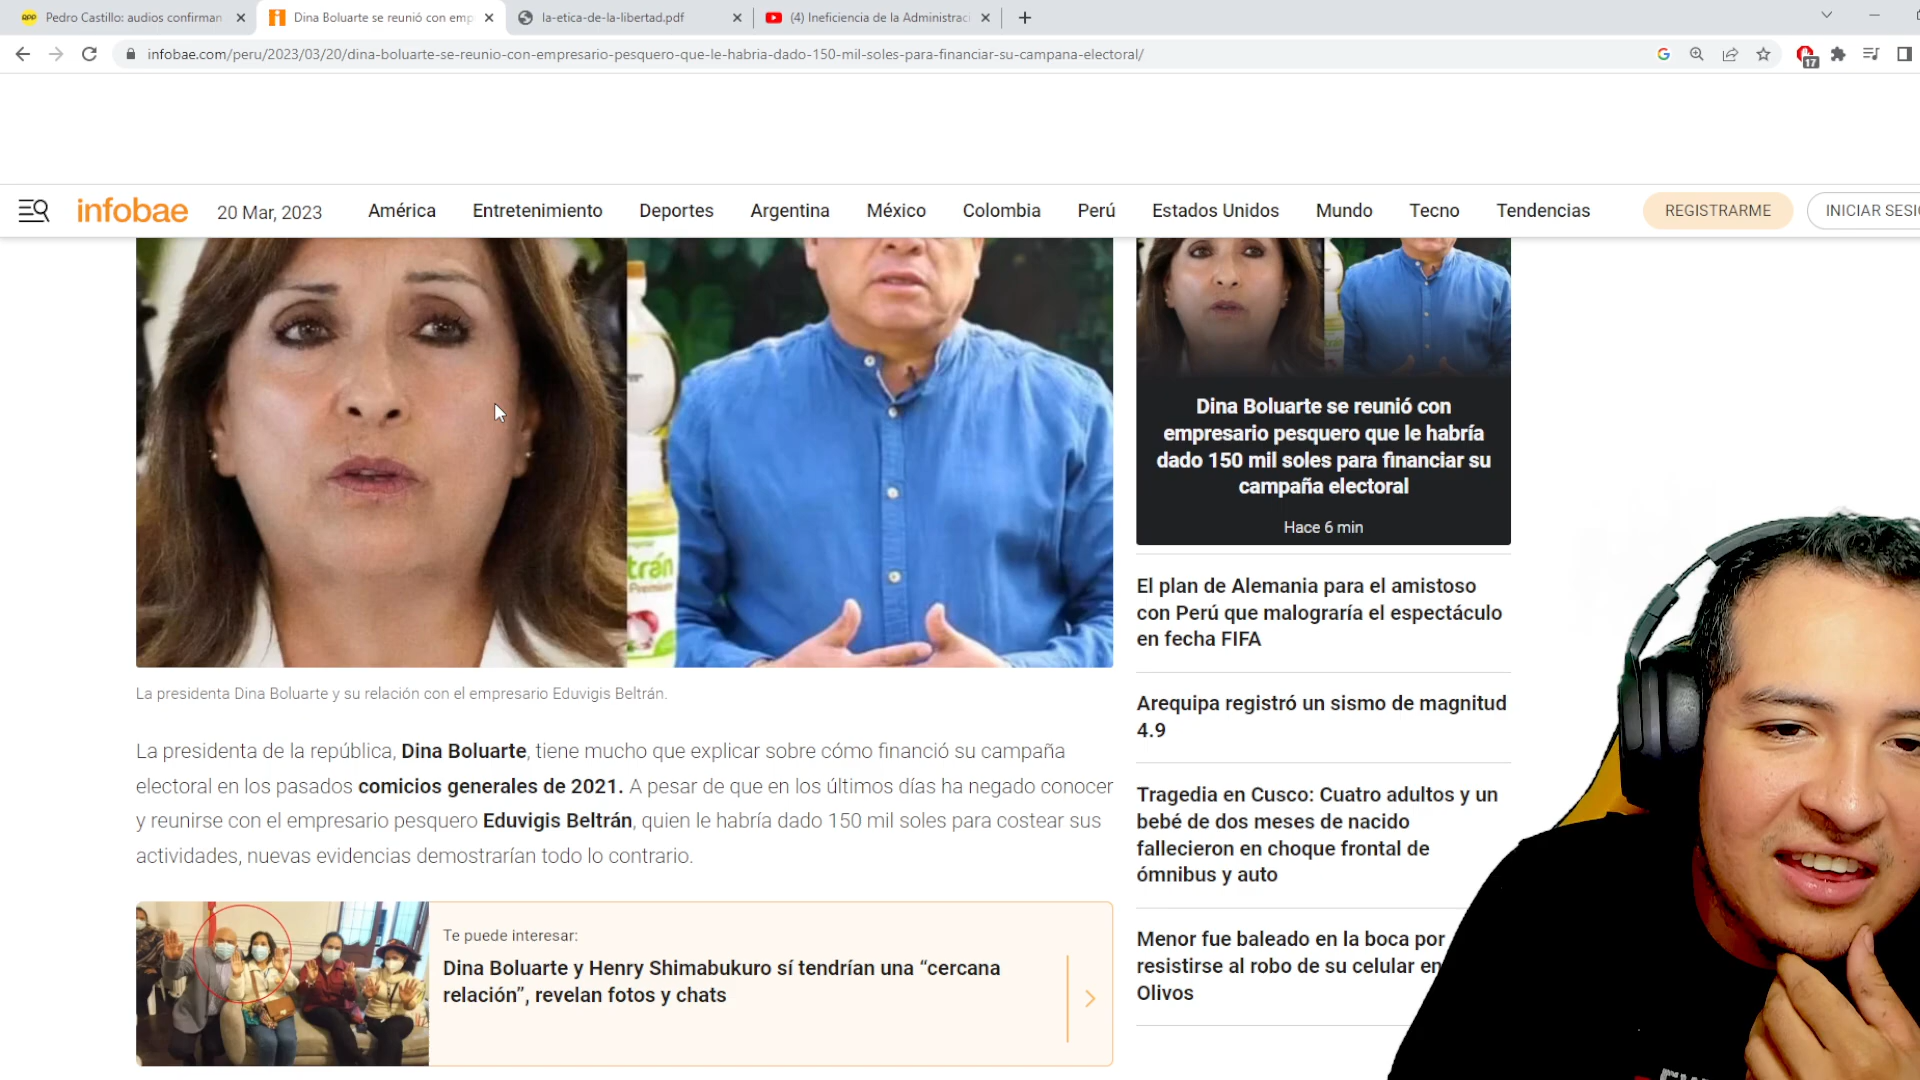 RPP Pedro Castillo: audios confirman
Dina Boluarte se reunió con emp
la-etica-de-la-libertad.pdf
(4) Ineficiencia de la Administraci
infobae.com/peru/2023/03/20/dina-boluarte-se-reunio-con-empresario-pesquero-que-le-habria-dado-150-mil-soles-para-financiar-su-campana-electoral/
17
infobae
20 Mar, 2023
América
Entretenimiento
Deportes
Argentina
México
Colombia
Perú
Estados Unidos
Mundo
Tecno
Tendencias
REGISTRARME
INICIAR SESI
trán
Premium
La presidenta Dina Boluarte y su relación con el empresario Eduvigis Beltrán.
La presidenta de la república, Dina Boluarte, tiene mucho que explicar sobre cómo financió su campaña
electoral en los pasados comicios generales de 2021. A pesar de que en los últimos días ha negado conocer
y reunirse con el empresario pesquero Eduvigis Beltrán, quien le habría dado 150 mil soles para costear sus
actividades, nuevas evidencias demostrarían todo lo contrario.
Te puede interesar:
Dina Boluarte y Henry Shimabukuro sí tendrían una “cercana
relación”, revelan fotos y chats
Dina Boluarte se reunió con
empresario pesquero que le habría
dado 150 mil soles para financiar su
campaña electoral
Hace 6 min
El plan de Alemania para el amistoso
con Perú que malograría el espectáculo
en fecha FIFA
Arequipa registró un sismo de magnitud
4.9
Tragedia en Cusco: Cuatro adultos y un
bebé de dos meses de nacido
fallecieron en choque frontal de
ómnibus y auto
Menor fue baleado en la boca por
resistirse al robo de su celular en
Olivos